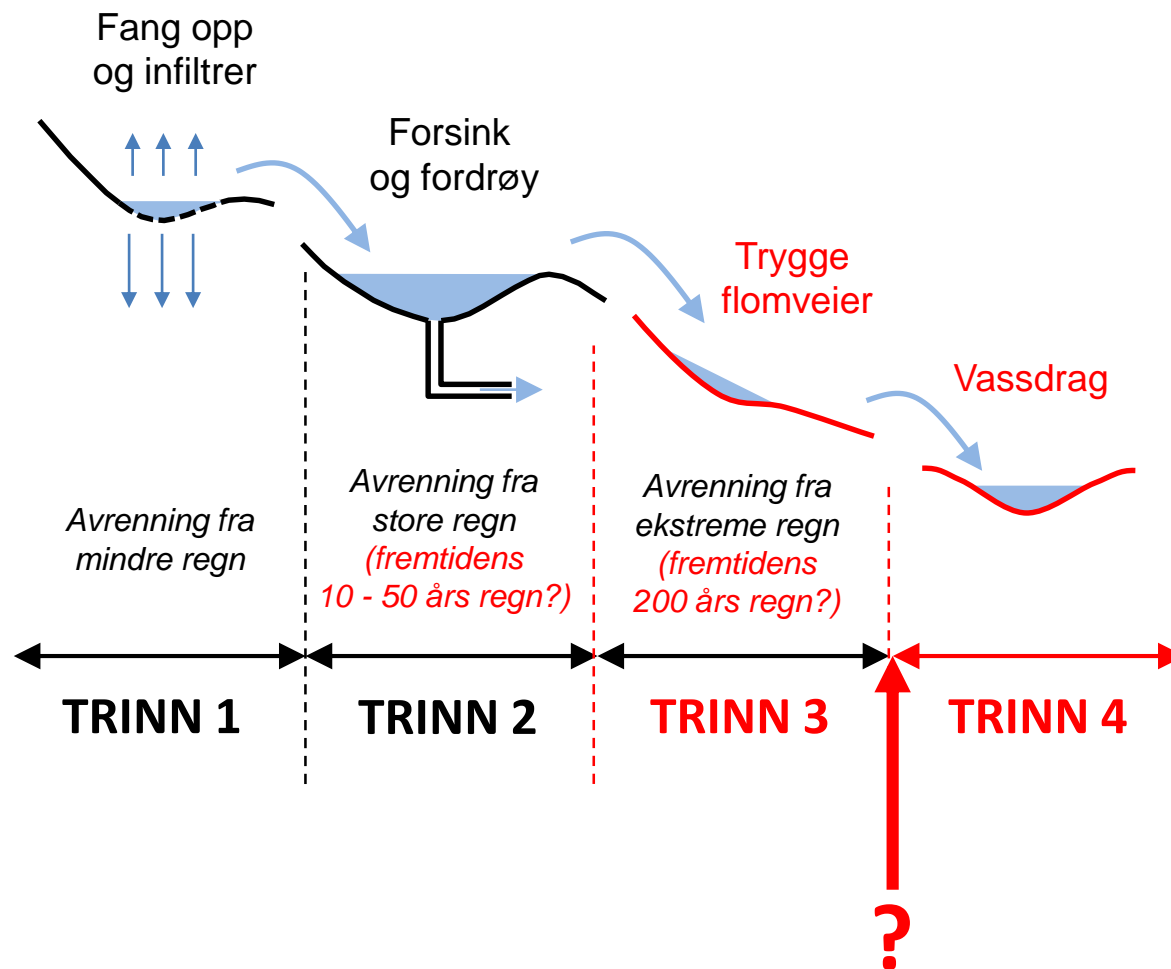 Fang opp
og infiltrer
Forsink
og fordrøy
Trygge
flomveier
Vassdrag
Avrenning fra
mindre regn
Avrenning fra
store regn
(fremtidens
10 - 50 års regn?)
Avrenning fra
ekstreme regn
(fremtidens
200 års regn?)
TRINN 1
TRINN 2
TRINN 3
TRINN 4
?